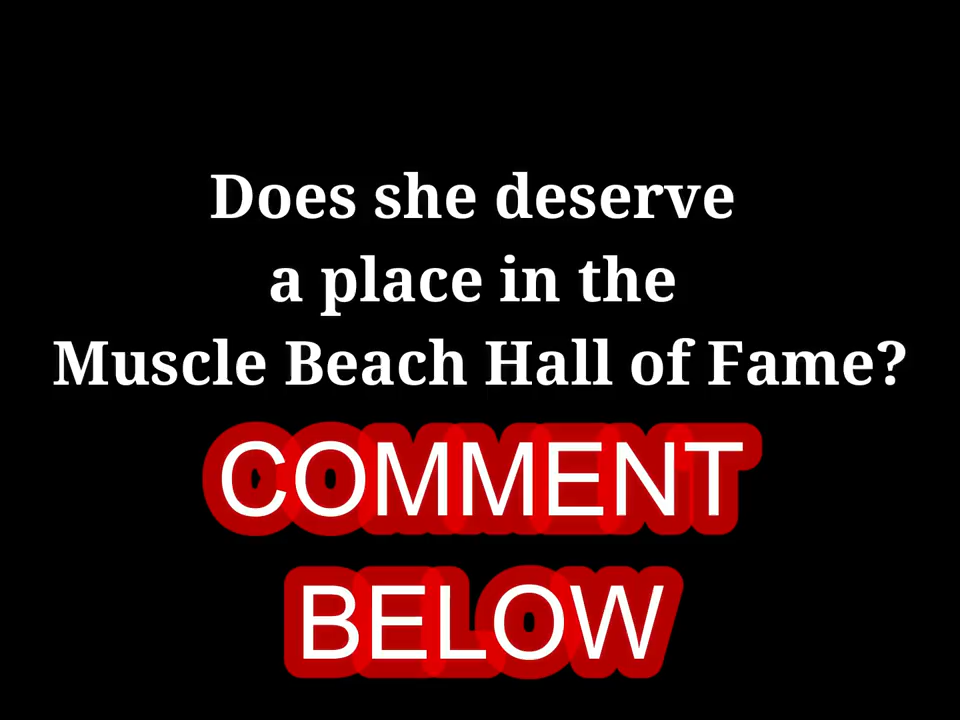 Does she deserve
a place in the
Muscle Beach Hall of Fame?
COMMENT
BELOW